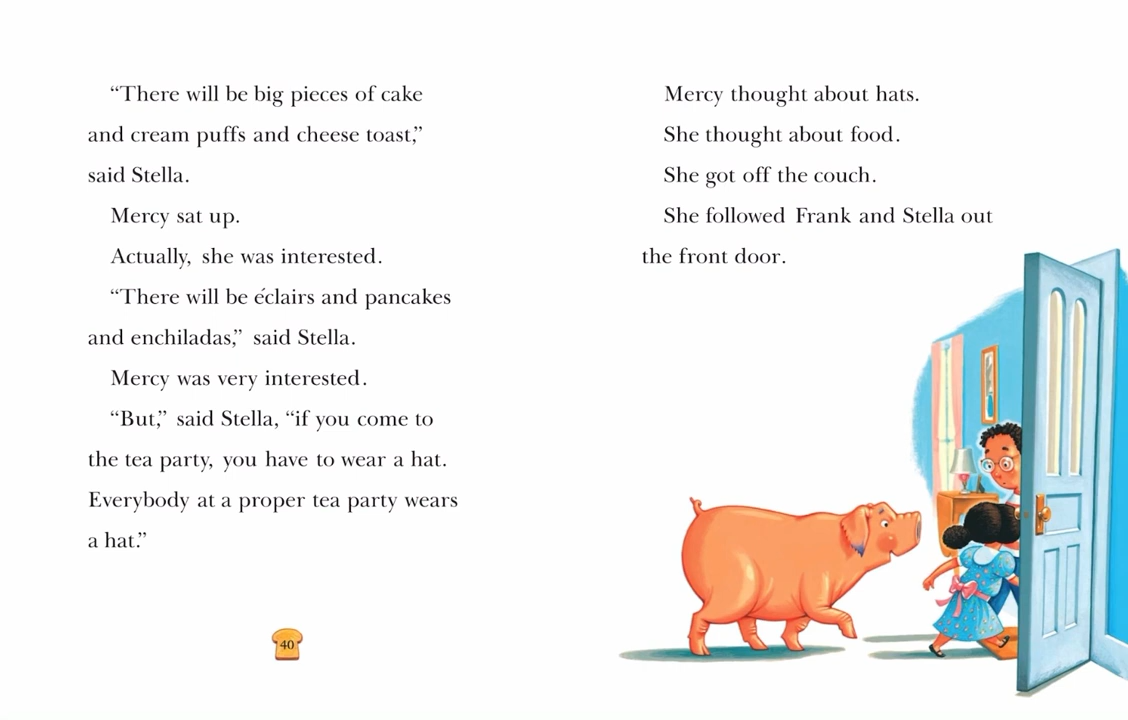 “There will be big pieces of cake
and cream puffs and cheese toast,”
said Stella.
Mercy sat up.
Actually, she was interested.
“There will be éclairs and pancakes
and enchiladas,” said Stella.
Mercy was very interested.
“But,” said Stella, “if you come to
the tea party, you have to wear a hat.
Everybody at a proper tea party wears
a hat.”
40
Mercy thought about hats.
She thought about food.
She got off the couch.
She followed Frank and Stella out
the front door.